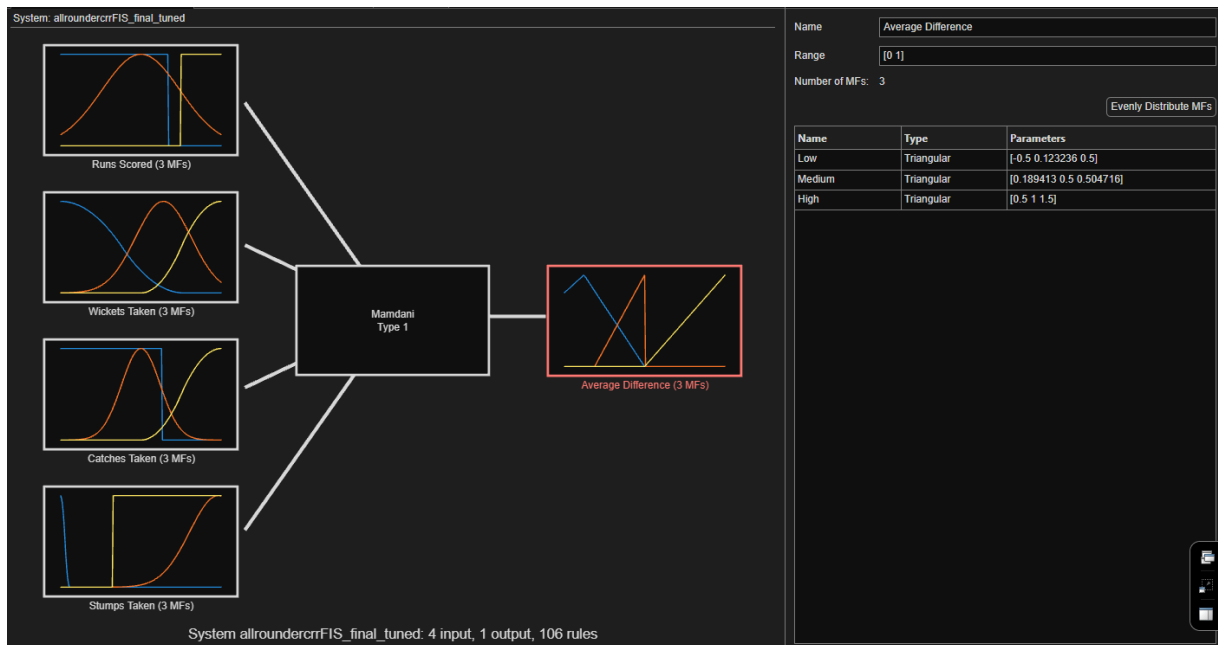 System: allroundercrrFIS_final_tuned
Runs Scored (3 MFs)
Wickets Taken (3 MFs)
Catches Taken (3 MFs)
Stumps Taken (3 MFs)
Mamdani
Type 1
Average Difference (3 MFs)
System allroundercrrFIS_final_tuned: 4 input, 1 output, 106 rules
Name Average Difference
Range [0 1]
Number of MFs: 3
Evenly Distribute MFs
Name Type Parameters
Low Triangular [-0.5 0.123236 0.5]
Medium Triangular [0.189413 0.5 0.504716]
High Triangular [0.5 1 1.5]